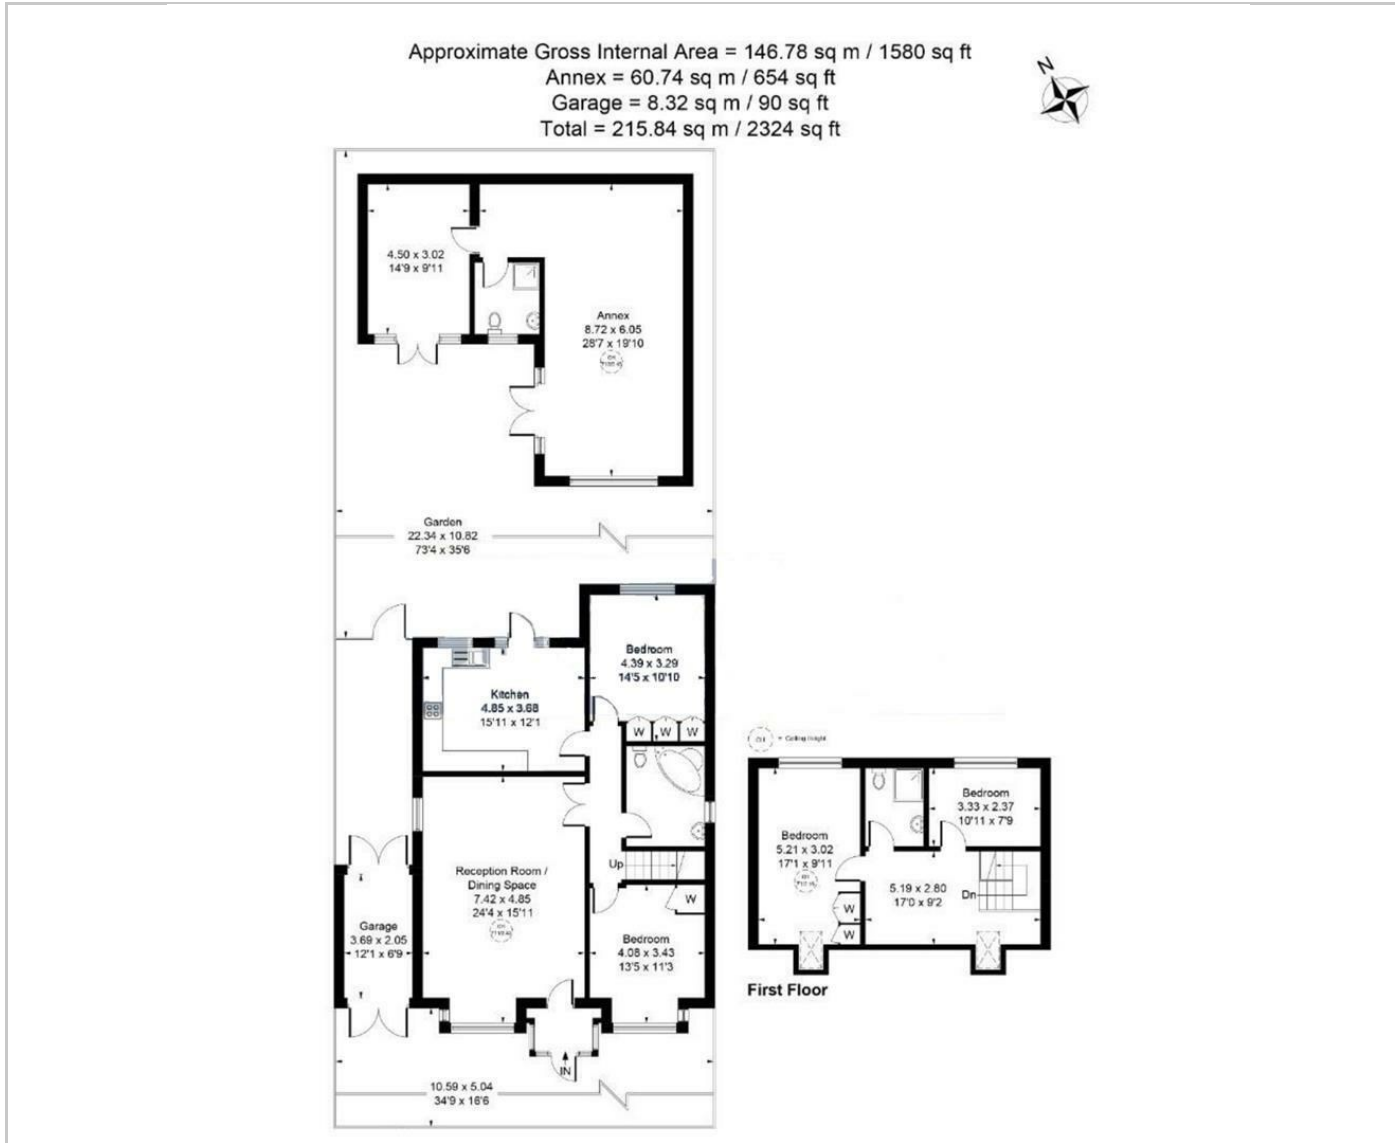 Approximate Gross Internal Area = 146.78 sq m / 1580 sq ft
Annex = 60.74 sq m / 654 sq ft
Garage = 8.32 sq m / 90 sq ft
Total = 215.84 sq m / 2324 sq ft
N
4.50 x 3.02
14'9 x 9'11
Annex
8.72 x 6.05
28'7 x 19'10
Garden
22.34 x 10.82
73'4 x 35'6
Bedroom
4.39 x 3.29
14'5 x 10'10
W W W
Kitchen
4.85 x 3.68
15'11 x 12'1
Reception Room /
Dining Space
7.42 x 4.85
24'4 x 15'11
Up
W
Garage
3.69 x 2.05
12'1 x 6'9
Bedroom
4.08 x 3.43
13'5 x 11'3
IN
10.59 x 5.04
34'9 x 16'6
CH = Ceiling Height
Bedroom
5.21 x 3.02
17'1 x 9'11
W
W
Bedroom
3.33 x 2.37
10'11 x 7'9
5.19 x 2.80
17'0 x 9'2
Dn
First Floor